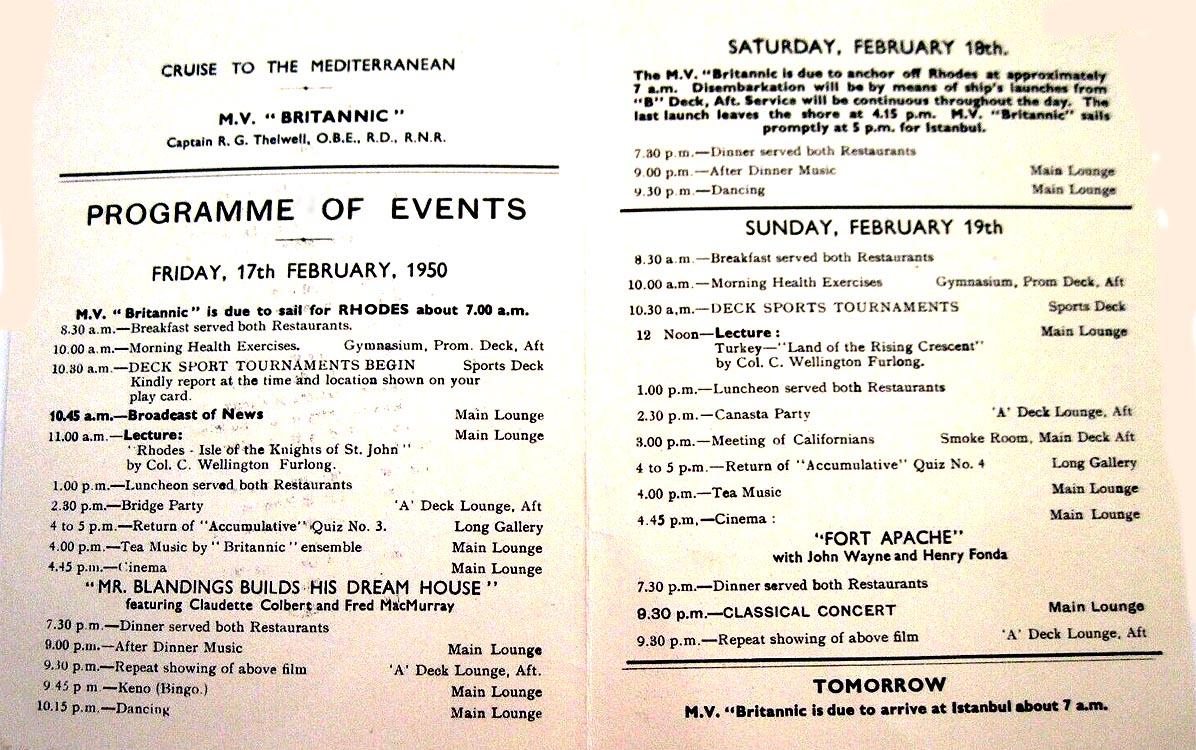 CRUISE TO THE MEDITERRANEAN
M.V. "BRITANNIC"
Captain R. G. Thelwell, O.B.E., R.D., R.N.R.
PROGRAMME OF EVENTS
FRIDAY, 17th FEBRUARY, 1950
M.V. "Britannic" is due to sail for RHODES about 7.00 a.m.
8.30 a.m.—Breakfast served both Restaurants.
10.00 a.m.—Morning Health Exercises. Gymnasium, Prom. Deck, Aft
10.30 a.m.—DECK SPORT TOURNAMENTS BEGIN Sports Deck
Kindly report at the time and location shown on your
play card.
10.45 a.m.—Broadcast of News Main Lounge
11.00 a.m.—Lecture: Main Lounge
"Rhodes - Isle of the Knights of St. John"
by Col. C. Wellington Furlong.
1.00 p.m.—Luncheon served both Restaurants
2.30 p.m.—Bridge Party 'A' Deck Lounge, Aft
4 to 5 p.m.—Return of "Accumulative" Quiz No. 3. Long Gallery
4.00 p.m.—Tea Music by "Britannic" ensemble Main Lounge
4.45 p.m.—Cinema Main Lounge
"MR. BLANDINGS BUILDS HIS DREAM HOUSE"
featuring Claudette Colbert and Fred MacMurray
7.30 p.m.—Dinner served both Restaurants
9.00 p.m.—After Dinner Music Main Lounge
9.30 p.m.—Repeat showing of above film 'A' Deck Lounge, Aft.
9.45 p.m.—Keno (Bingo.) Main Lounge
10.15 p.m.—Dancing Main Lounge
SATURDAY, FEBRUARY 18th.
The M.V. "Britannic is due to anchor off Rhodes at approximately
7 a.m. Disembarkation will be by means of ship's launches from
"B" Deck, Aft. Service will be continuous throughout the day. The
last launch leaves the shore at 4.15 p.m. M.V. "Britannic" sails
promptly at 5 p.m. for Istanbul.
7.30 p.m.—Dinner served both Restaurants
9.00 p.m.—After Dinner Music Main Lounge
9.30 p.m.—Dancing Main Lounge
SUNDAY, FEBRUARY 19th
8.30 a.m.—Breakfast served both Restaurants
10.00 a.m.—Morning Health Exercises Gymnasium, Prom Deck, Aft
10.30 a.m.—DECK SPORTS TOURNAMENTS Sports Deck
12 Noon—Lecture: Main Lounge
Turkey—"Land of the Rising Crescent"
by Col. C. Wellington Furlong.
1.00 p.m.—Luncheon served both Restaurants
2.30 p.m.—Canasta Party 'A' Deck Lounge, Aft
3.00 p.m.—Meeting of Californians Smoke Room, Main Deck Aft
4 to 5 p.m.—Return of "Accumulative" Quiz No. 4 Long Gallery
4.00 p.m.—Tea Music Main Lounge
4.45 p.m,—Cinema: Main Lounge
"FORT APACHE"
with John Wayne and Henry Fonda
7.30 p.m.—Dinner served both Restaurants
9.30 p.m.—CLASSICAL CONCERT Main Lounge
9.30 p.m.—Repeat showing of above film 'A' Deck Lounge, Aft
TOMORROW
M.V. "Britannic is due to arrive at Istanbul about 7 a.m.